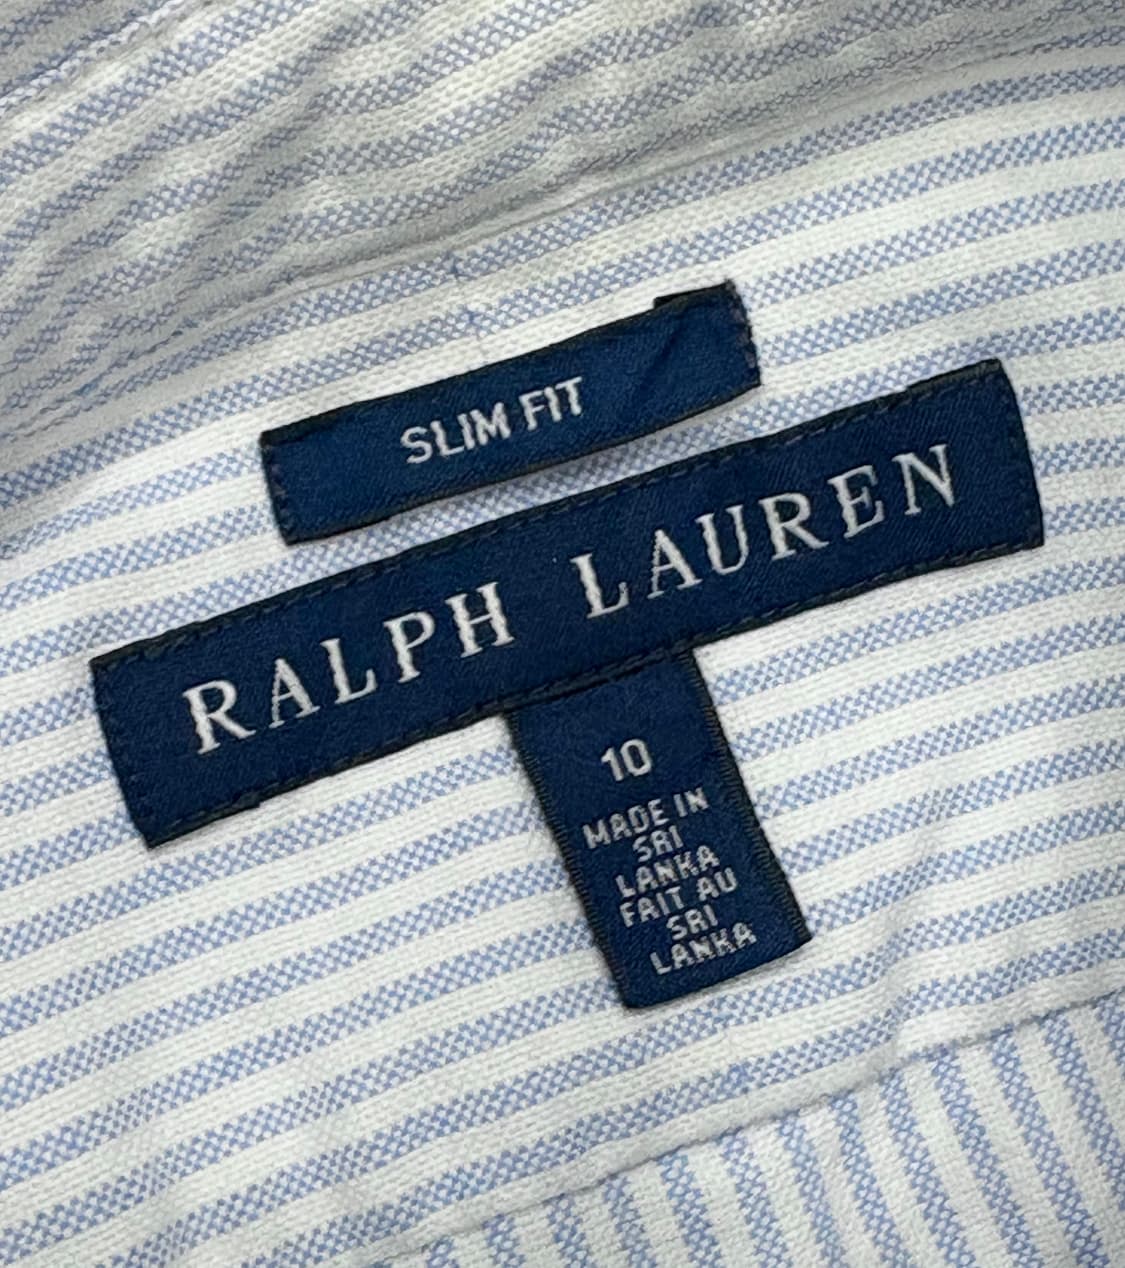 SLIM FIT
RALPH LAUREN
10
MADE IN
SRI
LANKA
FAIT AU
SRI
LANKA